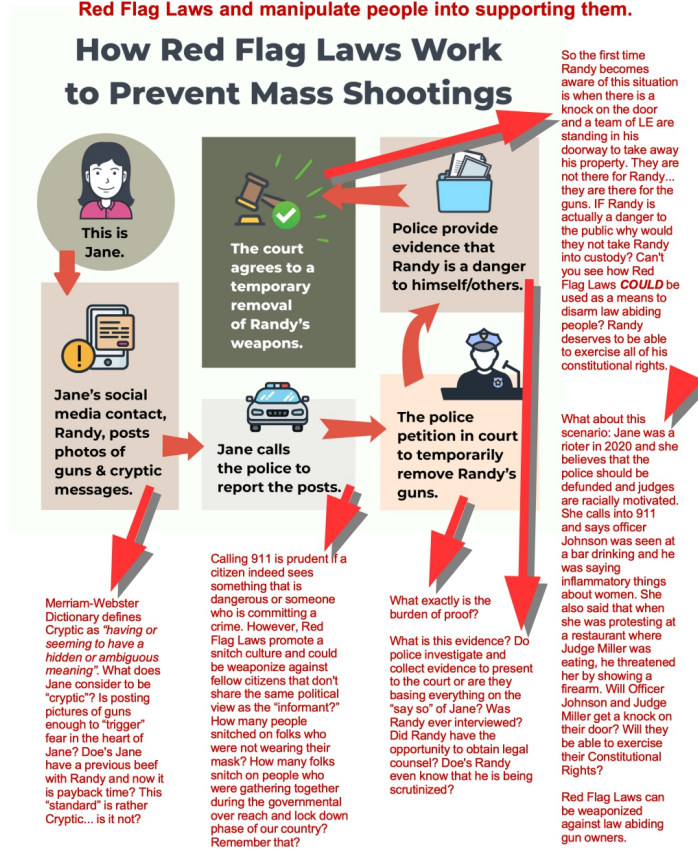 Red Flag Laws and manipulate people into supporting them.
How Red Flag Laws Work
to Prevent Mass Shootings
This is
Jane.
Jane's social
media contact,
Randy, posts
photos of
guns & cryptic
messages.
Jane calls
the police to
report the posts.
The police
petition in court
to temporarily
remove Randy's
guns.
Police provide
evidence that
Randy is a danger
to himself/others.
The court
agrees to a
temporary
removal
of Randy's
weapons.
So the first time
Randy becomes
aware of this situation
is when there is a
knock on the door
and a team of LE are
standing in his
doorway to take away
his property. They are
not there for Randy...
they are there for the
guns. IF Randy is
actually a danger to
the public why would
they not take Randy
into custody? Can't
you see how Red
Flag Laws COULD be
used as a means to
disarm law abiding
people? Randy
deserves to be able
to exercise all of his
constitutional rights.
What about this
scenario: Jane was a
rioter in 2020 and she
believes that the
police should be
defunded and judges
are racially motivated.
She calls into 911
and says officer
Johnson was seen at
a bar drinking and he
was saying
inflammatory things
about women. She
also said that when
she was protesting at
a restaurant where
Judge Miller was
eating, he threatened
her by showing a
firearm. Will Officer
Johnson and Judge
Miller get a knock on
their door? Will they
be able to exercise
their Constitutional
Rights?
Red Flag Laws can
be weaponized
against law abiding
gun owners.
Merriam-Webster
Dictionary defines
Cryptic as "having or
seeming to have a
hidden or ambiguous
meaning". What does
Jane consider to be
"cryptic"? Is posting
pictures of guns
enough to "trigger"
fear in the heart of
Jane? Doe's Jane
have a previous beef
with Randy and now it
is payback time? This
"standard" is rather
Cryptic... is it not?
Calling 911 is prudent if a
citizen indeed sees
something that is
dangerous or someone
who is committing a
crime. However, Red
Flag Laws promote a
snitch culture and could
be weaponize against
fellow citizens that don't
share the same political
view as the "informant?"
How many people
snitched on folks who
were not wearing their
mask? How many folks
snitch on people who
were gathering together
during the governmental
over reach and lock down
phase of our country?
Remember that?
What exactly is the
burden of proof?
What is this evidence? Do
police investigate and
collect evidence to present
to the court or are they
basing everything on the
"say so" of Jane? Was
Randy ever interviewed?
Did Randy have the
opportunity to obtain legal
counsel? Doe's Randy
even know that he is being
scrutinized?